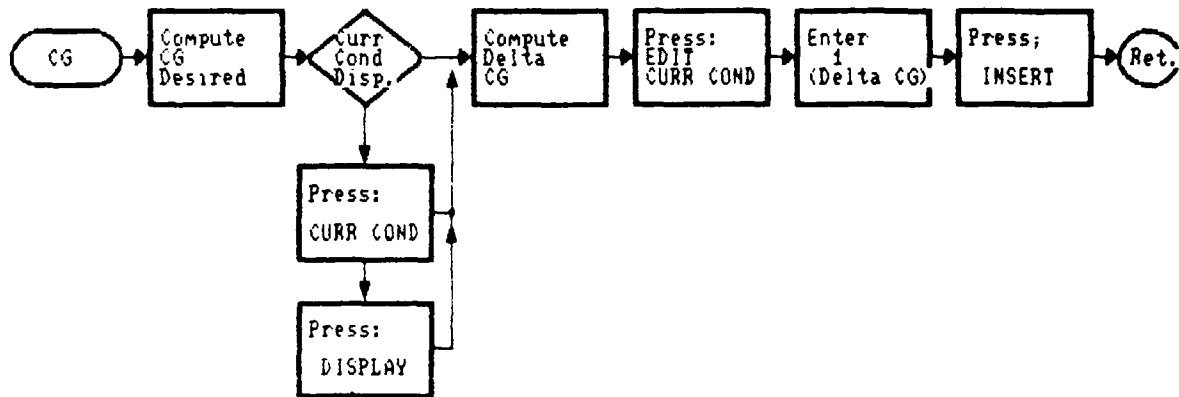 CG
Compute
CG
Desired
Curr
Cond
Disp.
Compute
Delta
CG
Press:
EDIT
CURR COND
Enter
1
(Delta CG)
Press;
INSERT
Ret.
Press:
CURR COND
Press:
DISPLAY